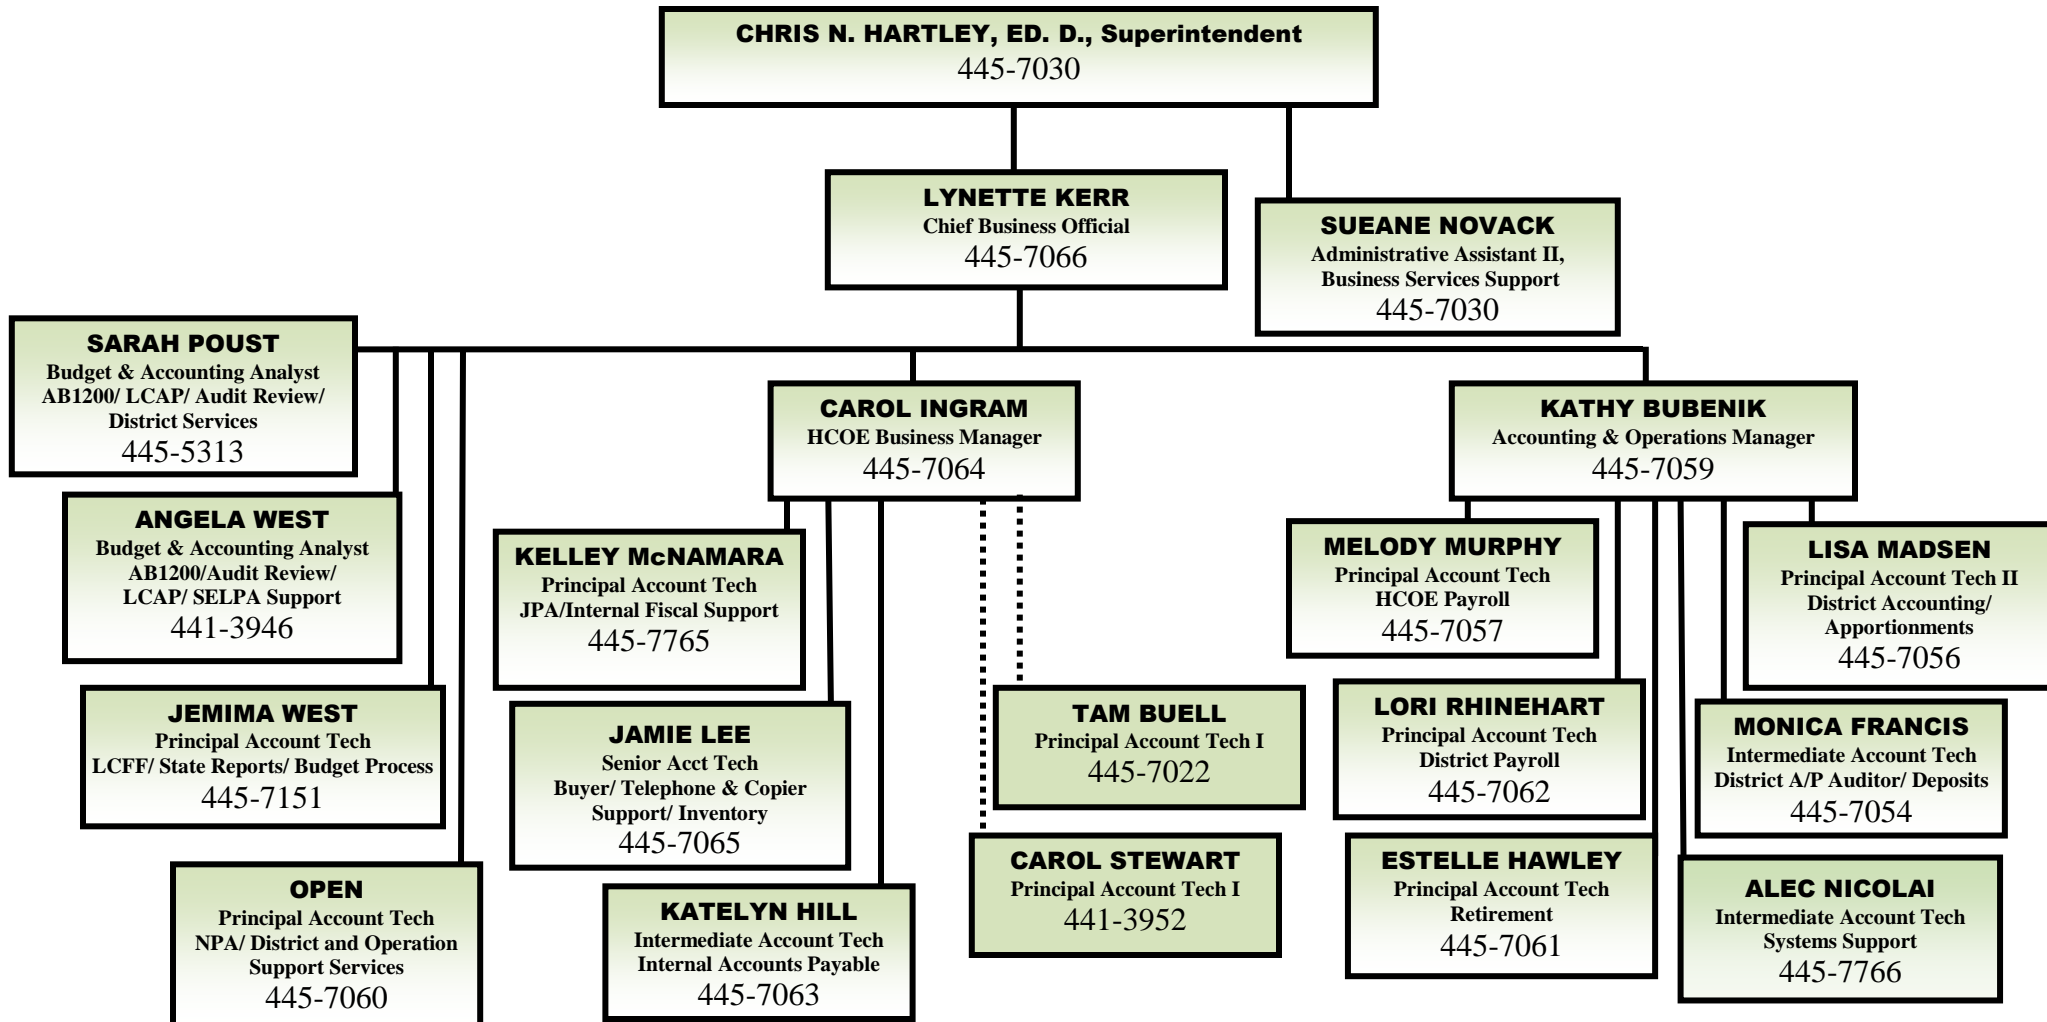 CHRIS N. HARTLEY, ED. D., Superintendent
445-7030
LYNETTE KERR
Chief Business Official
445-7066
SUEANE NOVACK
Administrative Assistant II,
Business Services Support
445-7030
SARAH POUST
Budget & Accounting Analyst
AB1200/ LCAP/ Audit Review/
District Services
445-5313
ANGELA WEST
Budget & Accounting Analyst
AB1200/Audit Review/
LCAP/ SELPA Support
441-3946
JEMIMA WEST
Principal Account Tech
LCFF/ State Reports/ Budget Process
445-7151
OPEN
Principal Account Tech
NPA/ District and Operation
Support Services
445-7060
CAROL INGRAM
HCOE Business Manager
445-7064
KELLEY McNAMARA
Principal Account Tech
JPA/Internal Fiscal Support
445-7765
JAMIE LEE
Senior Acct Tech
Buyer/ Telephone & Copier
Support/ Inventory
445-7065
KATELYN HILL
Intermediate Account Tech
Internal Accounts Payable
445-7063
TAM BUELL
Principal Account Tech I
445-7022
CAROL STEWART
Principal Account Tech I
441-3952
KATHY BUBENIK
Accounting & Operations Manager
445-7059
MELODY MURPHY
Principal Account Tech
HCOE Payroll
445-7057
LORI RHINEHART
Principal Account Tech
District Payroll
445-7062
ESTELLE HAWLEY
Principal Account Tech
Retirement
445-7061
LISA MADSEN
Principal Account Tech II
District Accounting/
Apportionments
445-7056
MONICA FRANCIS
Intermediate Account Tech
District A/P Auditor/ Deposits
445-7054
ALEC NICOLAI
Intermediate Account Tech
Systems Support
445-7766